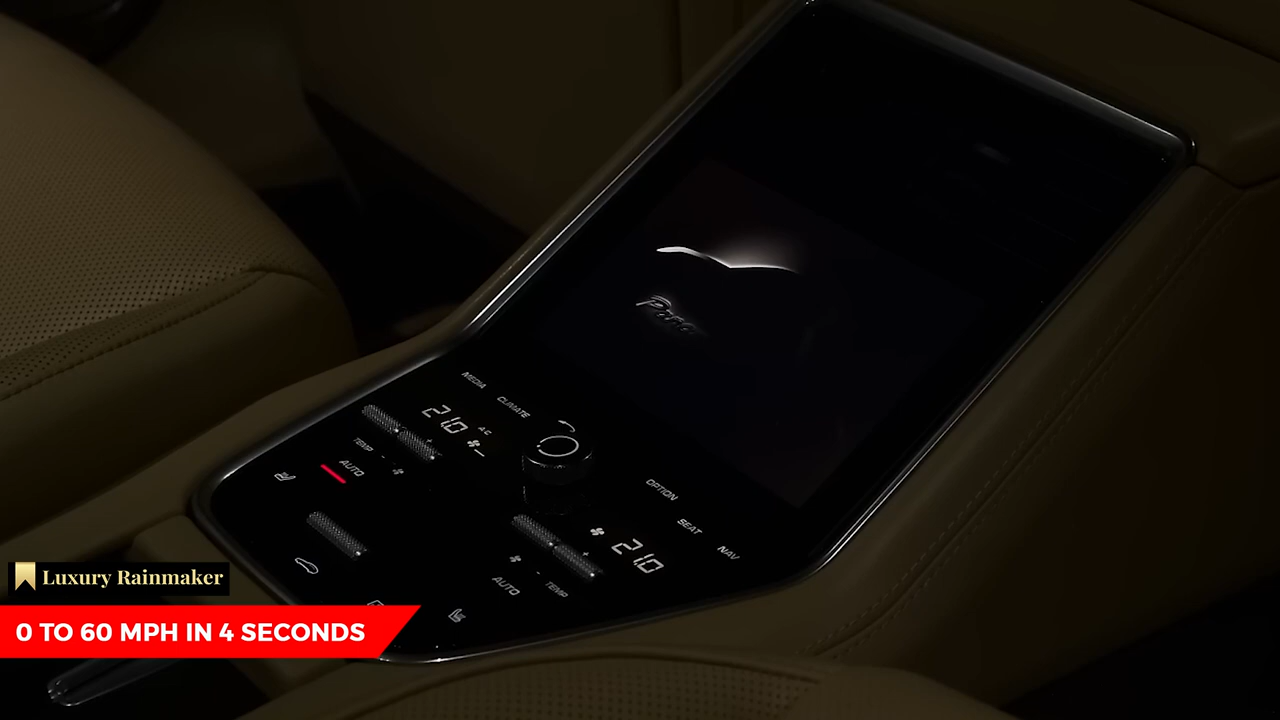 MEDIA
CLIMATE
21.0
A/C
TEMP
AUTO
OPTION
SEAT
NAV
21.0
TEMP
AUTO
Luxury Rainmaker
0 TO 60 MPH IN 4 SECONDS